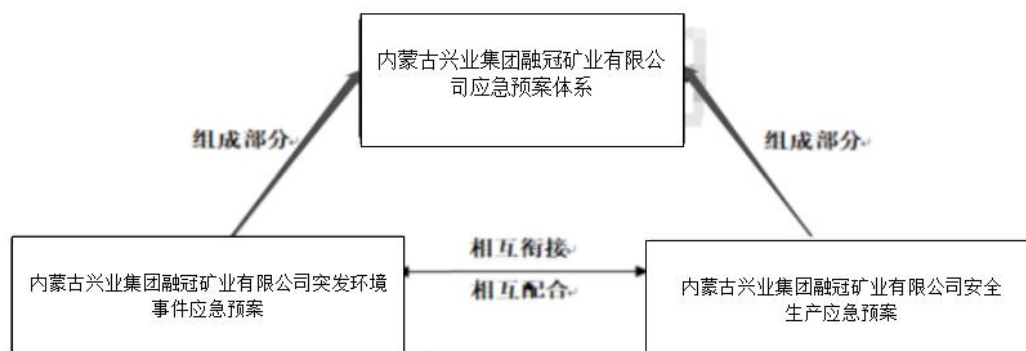 内蒙古兴业集团融冠矿业有限公
司应急预案体系
组成部分
组成部分
相互衔接
内蒙古兴业集团融冠矿业有限公司突发环境
事件应急预案
相互配合
内蒙古兴业集团融冠矿业有限公司安全
生产应急预案